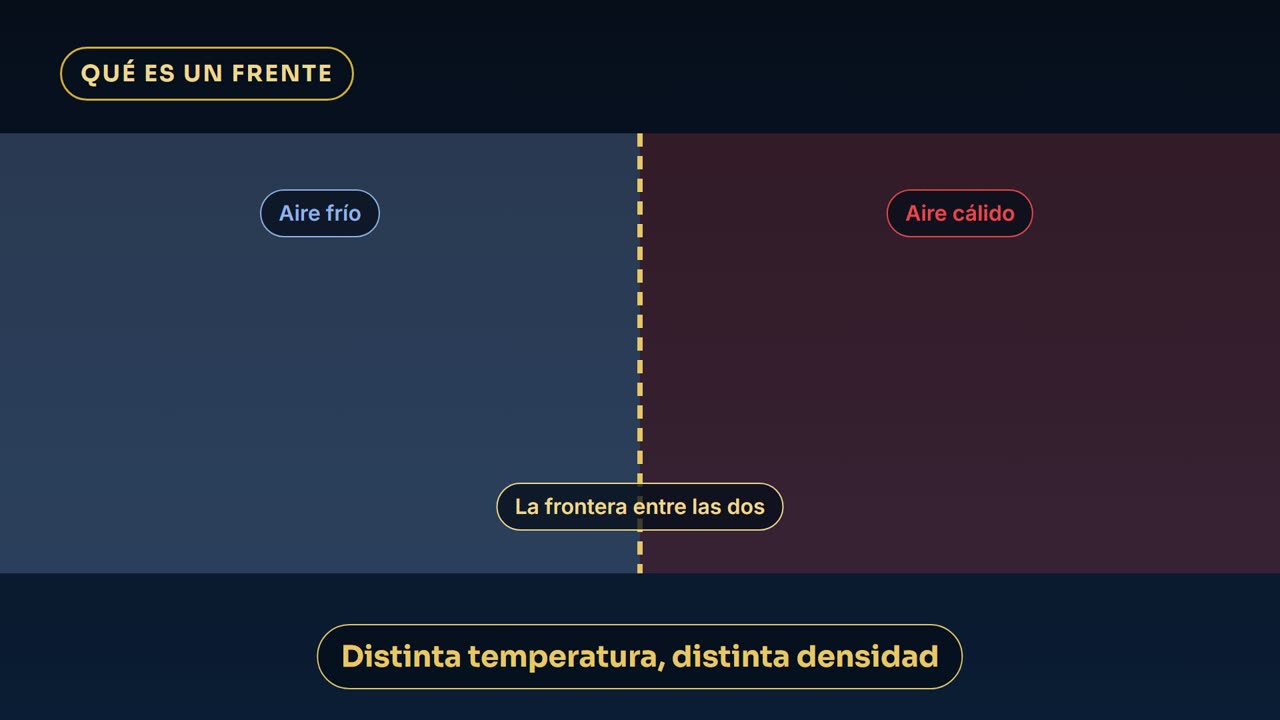 QUÉ ES UN FRENTE
Aire frío
Aire cálido
La frontera entre las dos
Distinta temperatura, distinta densidad